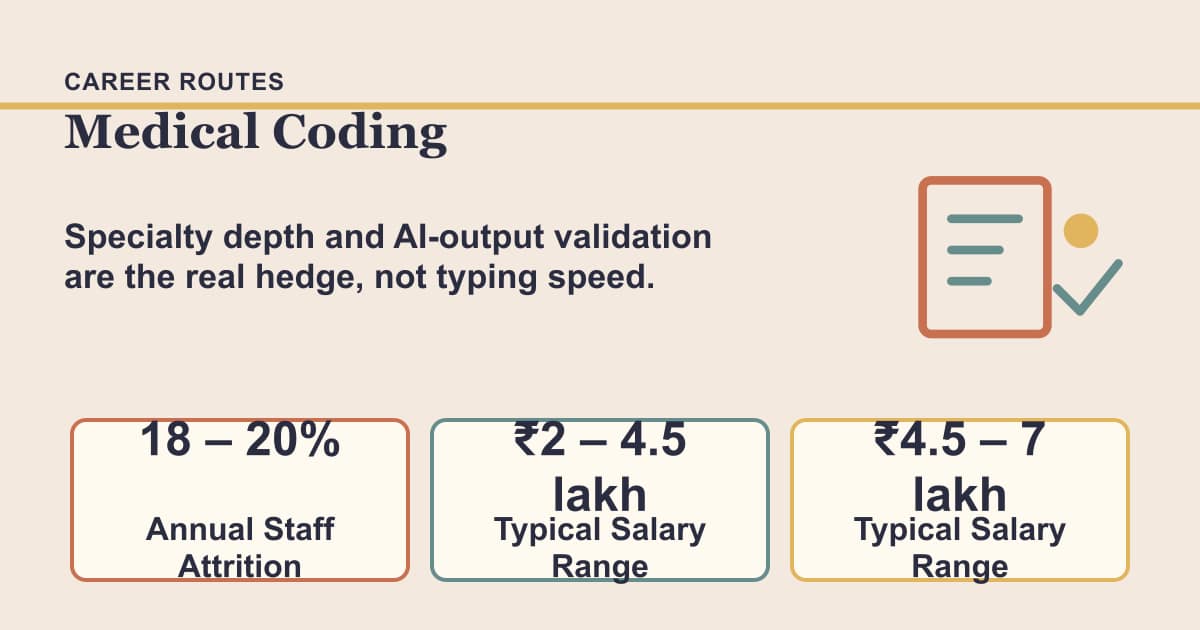 CAREER ROUTES
Medical Coding
Specialty depth and AI-output validation
are the real hedge, not typing speed.
18 – 20%
Annual Staff
Attrition
₹2 – 4.5
lakh
Typical Salary
Range
₹4.5 – 7
lakh
Typical Salary
Range